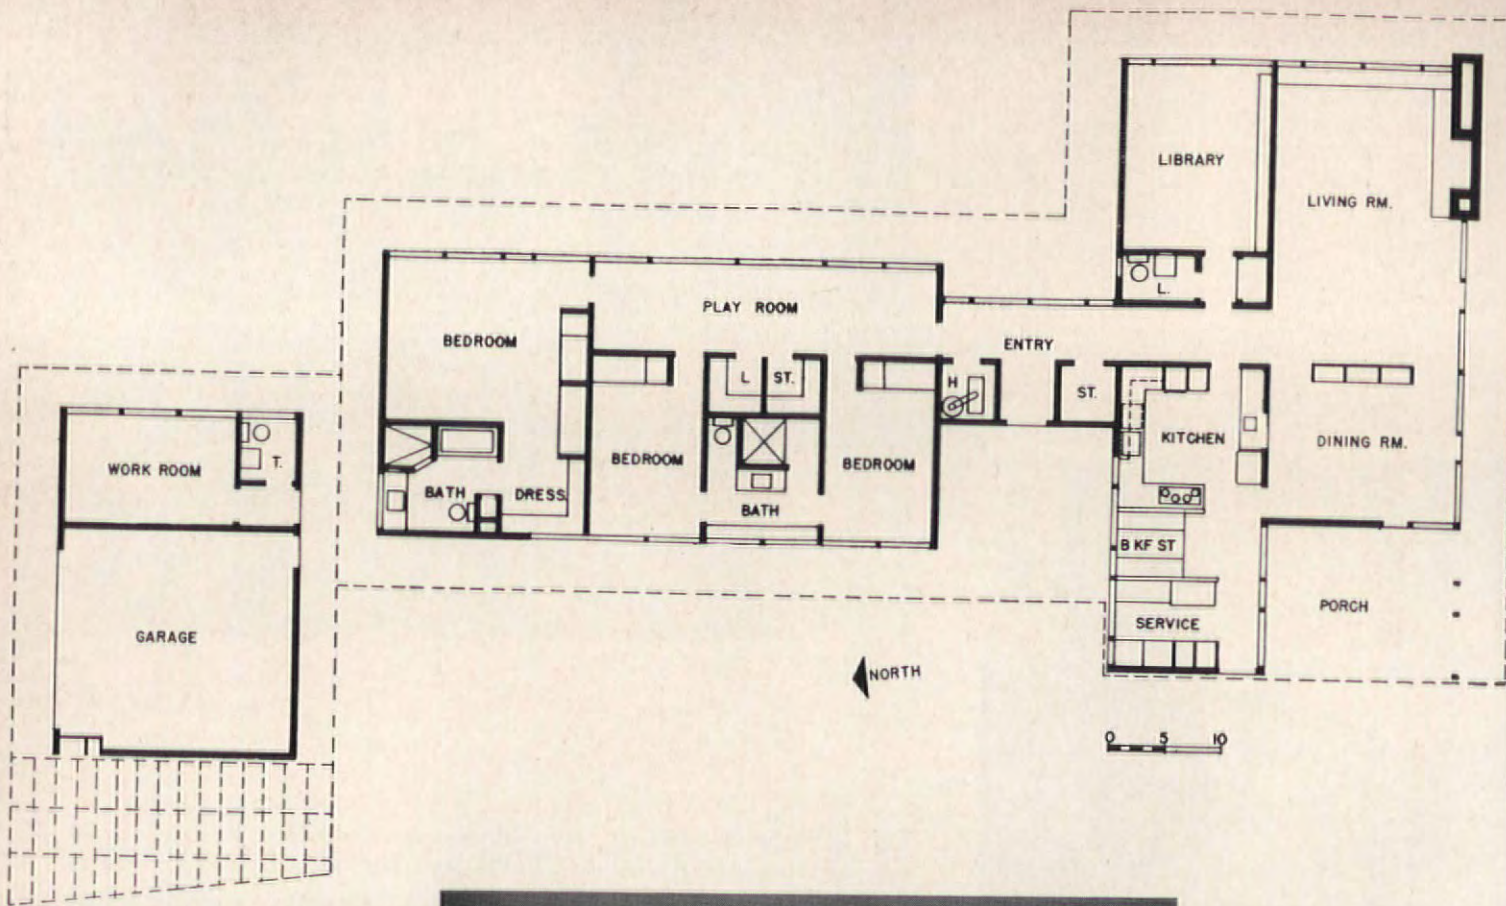 LIBRARY
LIVING RM.
L.
PLAY ROOM
BEDROOM
ENTRY
L
ST.
H
ST.
KITCHEN
DINING RM.
WORK ROOM
T.
BATH
DRESS.
BEDROOM
BATH
BEDROOM
BKF ST
GARAGE
SERVICE
PORCH
NORTH
0 5 10